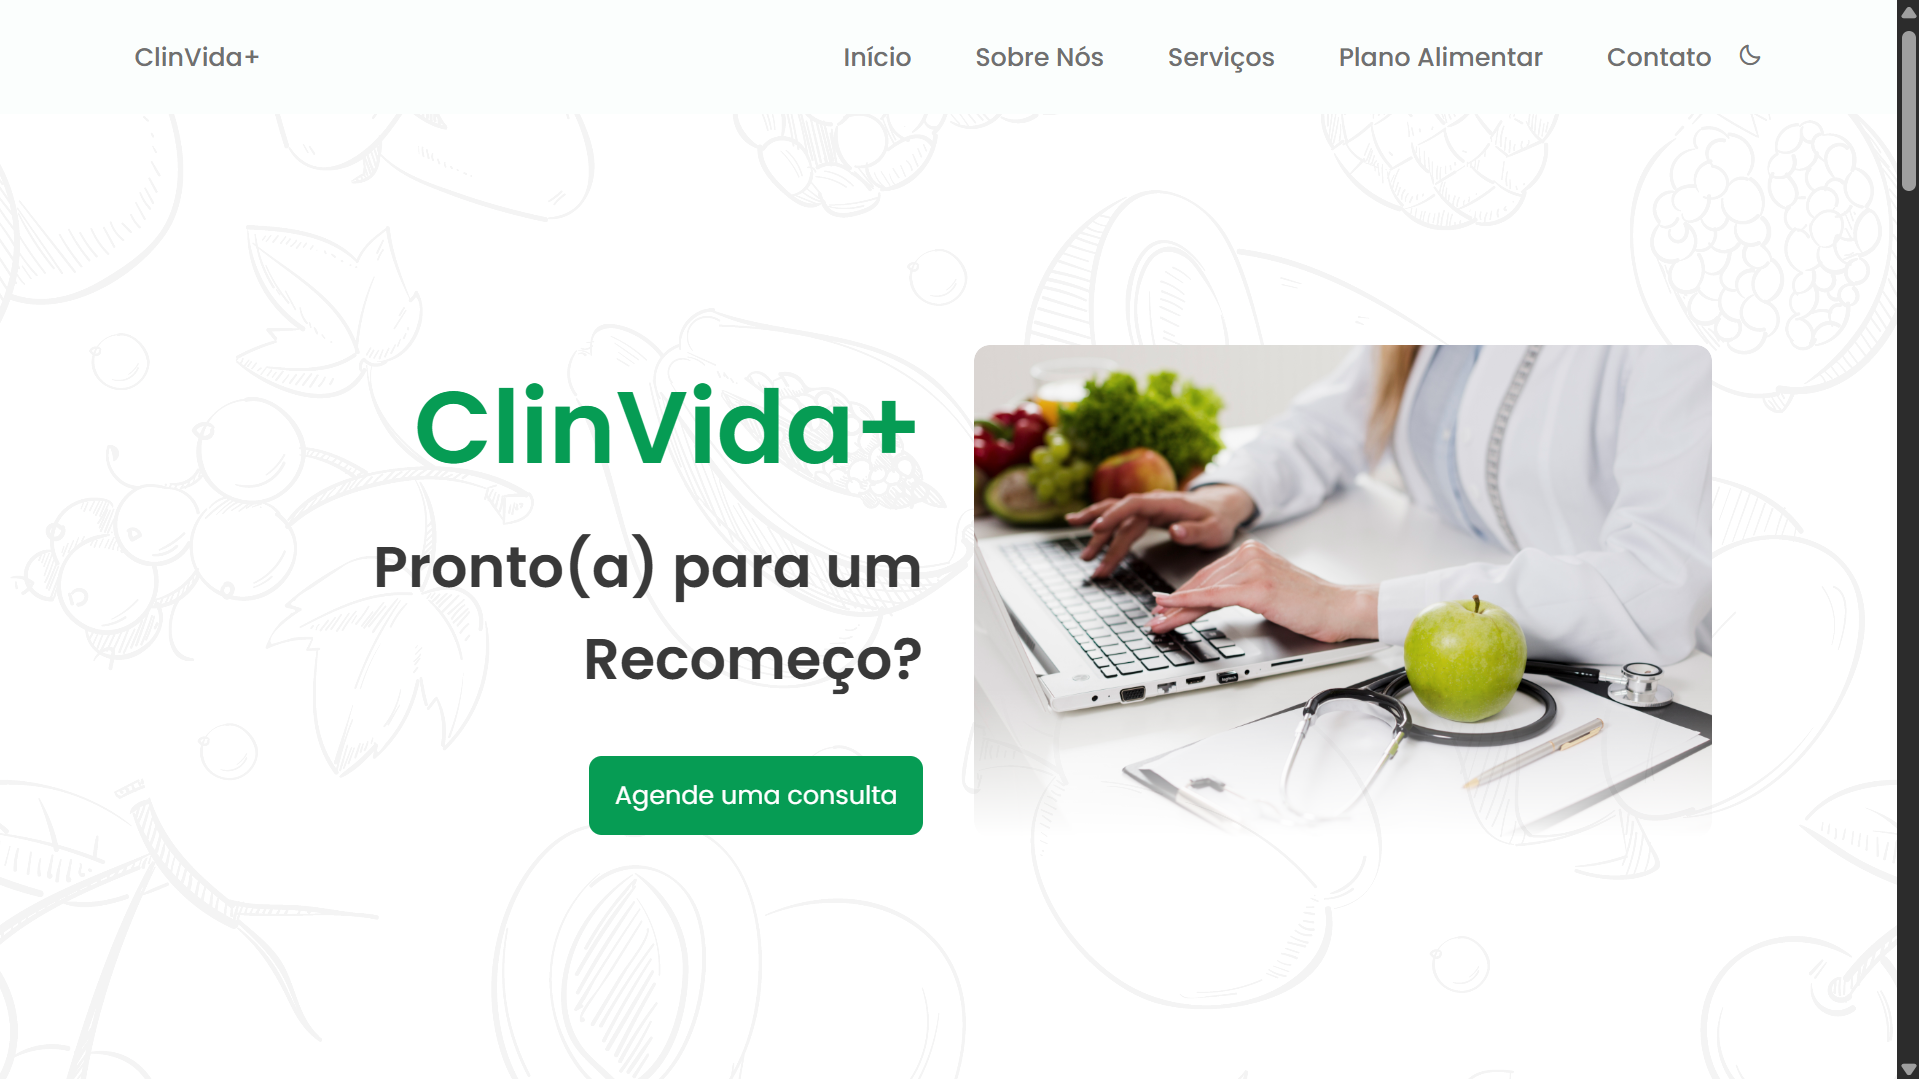 ClinVida+
Início
Sobre Nós
Serviços
Plano Alimentar
Contato
ClinVida+
Pronto(a) para um
Recomeço?
Agende uma consulta